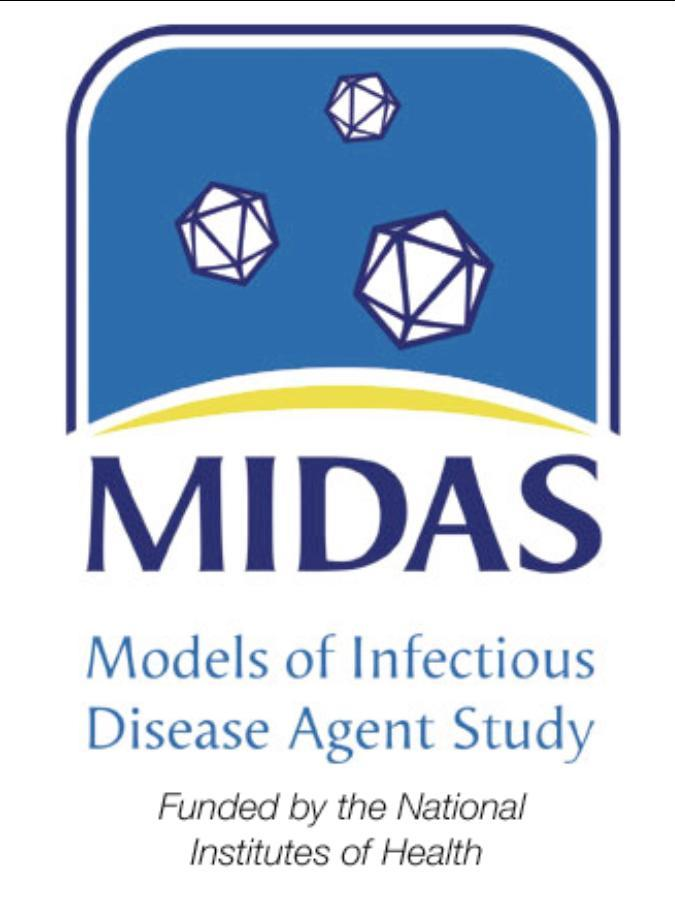 MIDAS
Models of Infectious
Disease Agent Study
Funded by the National
Institutes of Health